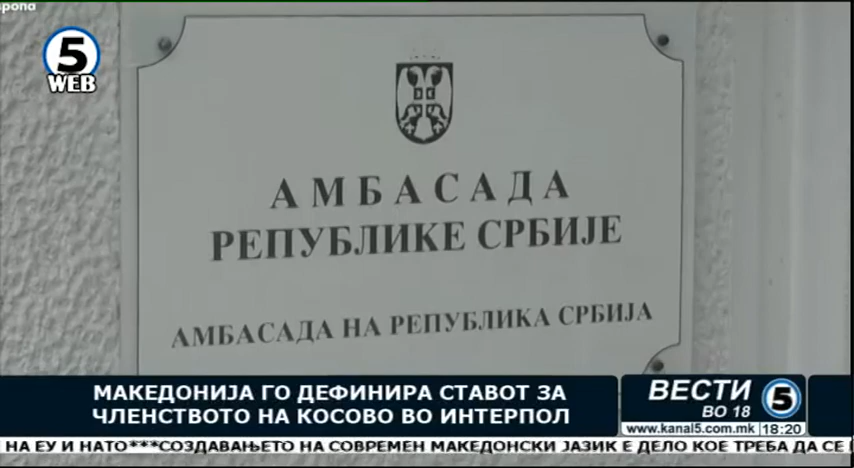 5
WEB
АМБАСАДА
РЕПУБЛИКЕ СРБИЈЕ
АМБАСАДА НА РЕПУБЛИКА СРБИЈА
МАКЕДОНИЈА ГО ДЕФИНИРА СТАВОТ ЗА
ЧЛЕНСТВОТО НА КОСОВО ВО ИНТЕРПОЛ
ВЕСТИ
ВО 18
5
www.kanal5.com.mk 18:20
НА ЕУ И НАТО***СОЗДАВАЊЕТО НА СОВРЕМЕН МАКЕДОНСКИ ЈАЗИК Е ДЕЛО КОЕ ТРЕБА ДА СЕ